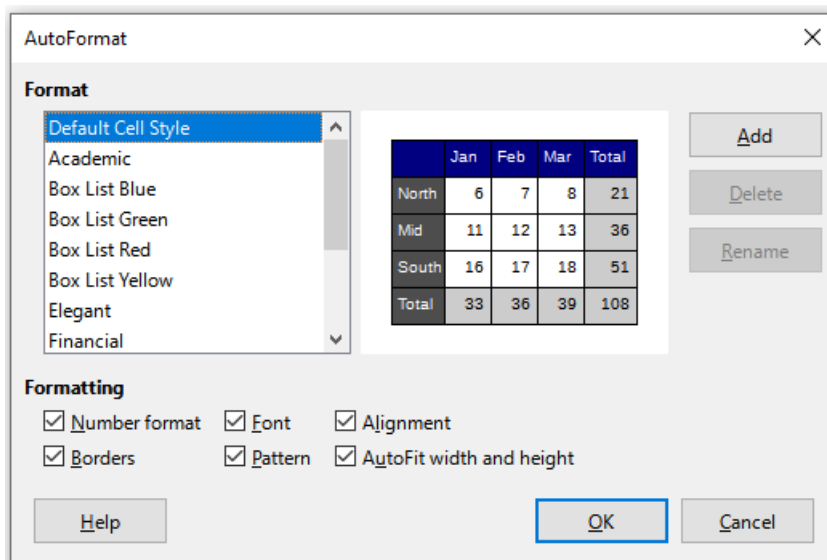 AutoFormat
Format
Default Cell Style
Academic
Box List Blue
Box List Green
Box List Red
Box List Yellow
Elegant
Financial
Jan Feb Mar Total
North 6 7 8 21
Mid 11 12 13 36
South 16 17 18 51
Total 33 36 39 108
Add
Delete
Rename
Formatting
Number format Font Alignment
Borders Pattern AutoFit width and height
Help OK Cancel